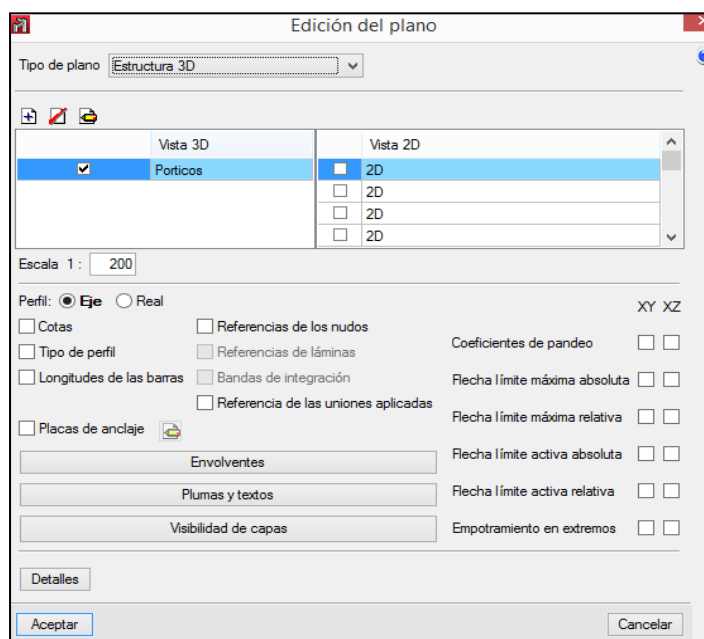 Edición del plano
Tipo de plano Estructura 3D
Vista 3D Vista 2D
Porticos 2D
2D
2D
2D
Escala 1 : 200
Perfil: Eje Real XY XZ
Cotas Referencias de los nudos
Coeficientes de pandeo
Tipo de perfil Referencias de láminas
Longitudes de las barras Bandas de integración Flecha límite máxima absoluta
Referencia de las uniones aplicadas
Flecha límite máxima relativa
Placas de anclaje
Envolventes Flecha límite activa absoluta
Plumas y textos Flecha límite activa relativa
Visibilidad de capas Empotramiento en extremos
Detalles
Aceptar Cancelar